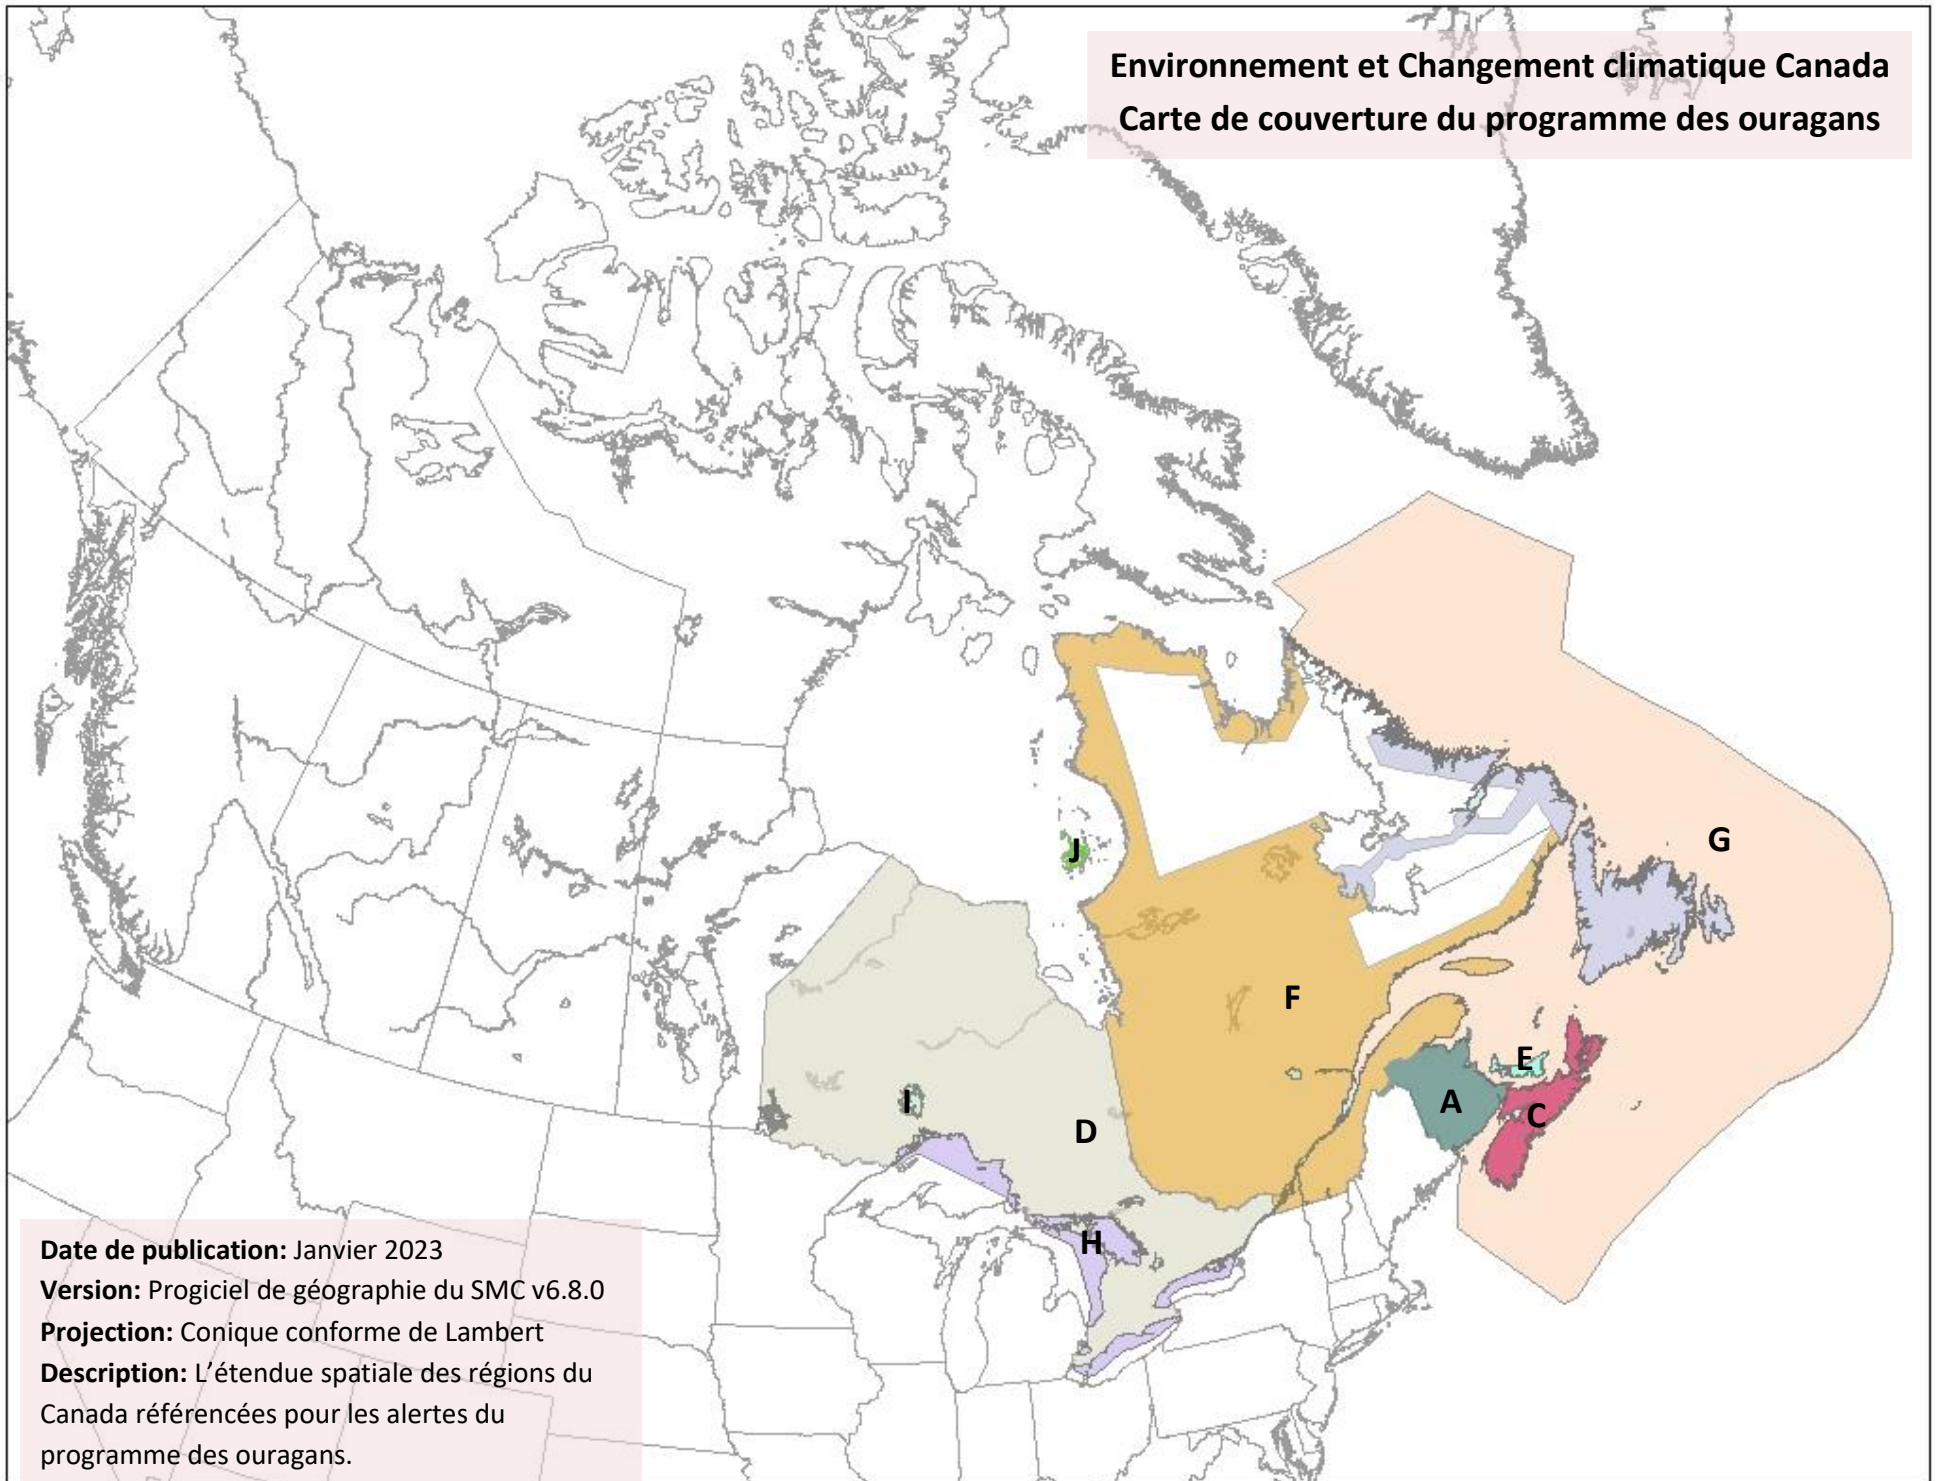 Environnement et Changement climatique Canada
Carte de couverture du programme des ouragans
G
J
F
E
A
C
I
D
H
Date de publication: Janvier 2023
Version: Progiciel de géographie du SMC v6.8.0
Projection: Conique conforme de Lambert
Description: L'étendue spatiale des régions du
Canada référencées pour les alertes du
programme des ouragans.